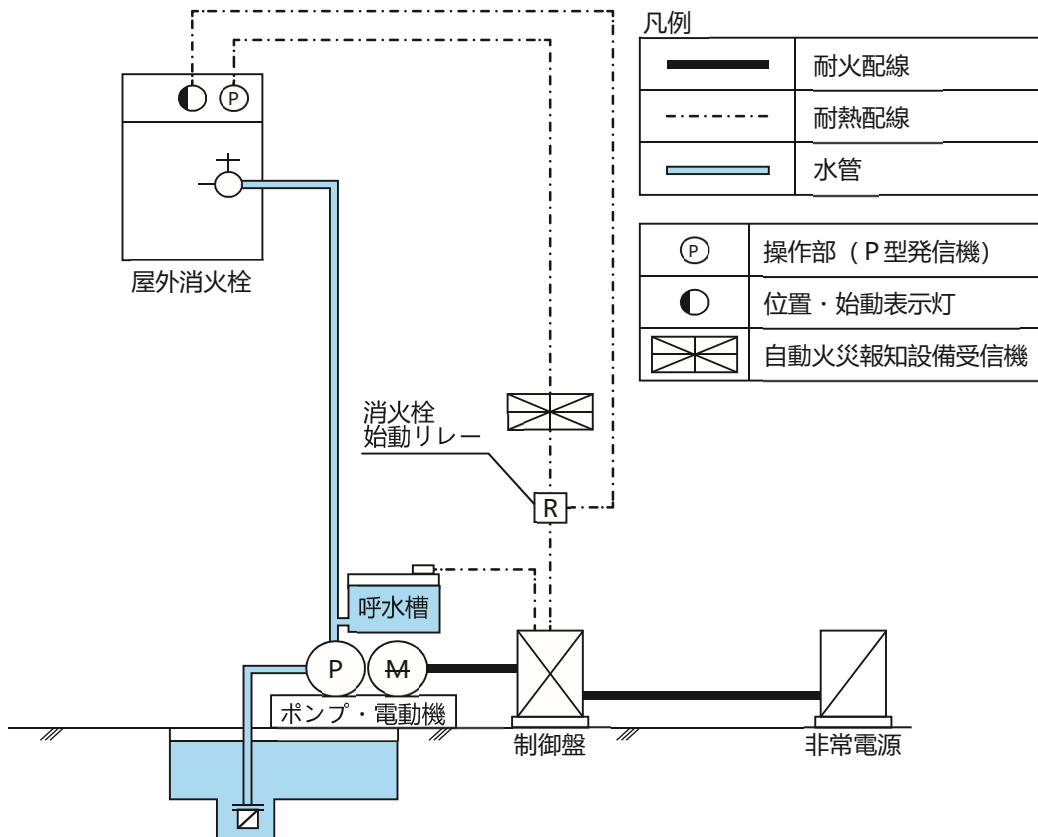 凡例
耐火配線
耐熱配線
水管
P
操作部（P型発信機）
位置・始動表示灯
自動火災報知設備受信機
P
屋外消火栓
消火栓
始動リレー
R
呼水槽
P
M
ポンプ・電動機
制御盤
非常電源